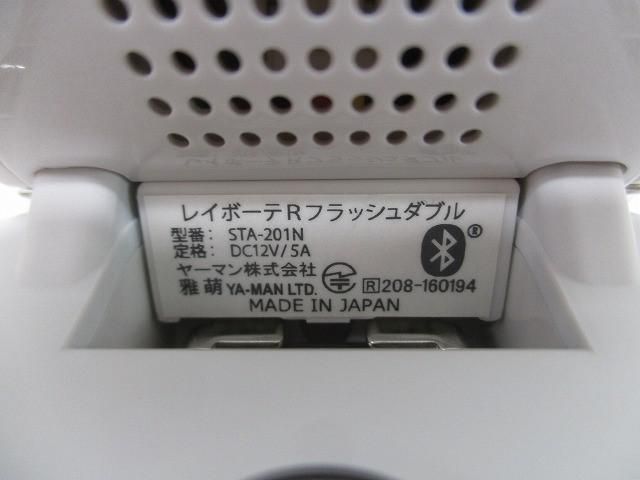 レイボーテRフラッシュダブル
型番: STA-201N
定格: DC12V/5A
ヤーマン株式会社
雅萌 YA-MAN LTD. R 208-160194
MADE IN JAPAN